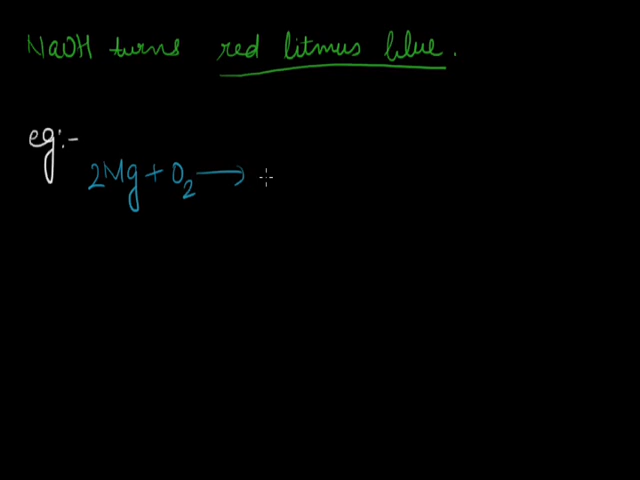 NaOH turns red litmus blue.
eg:-
2Mg + O₂ ⟶